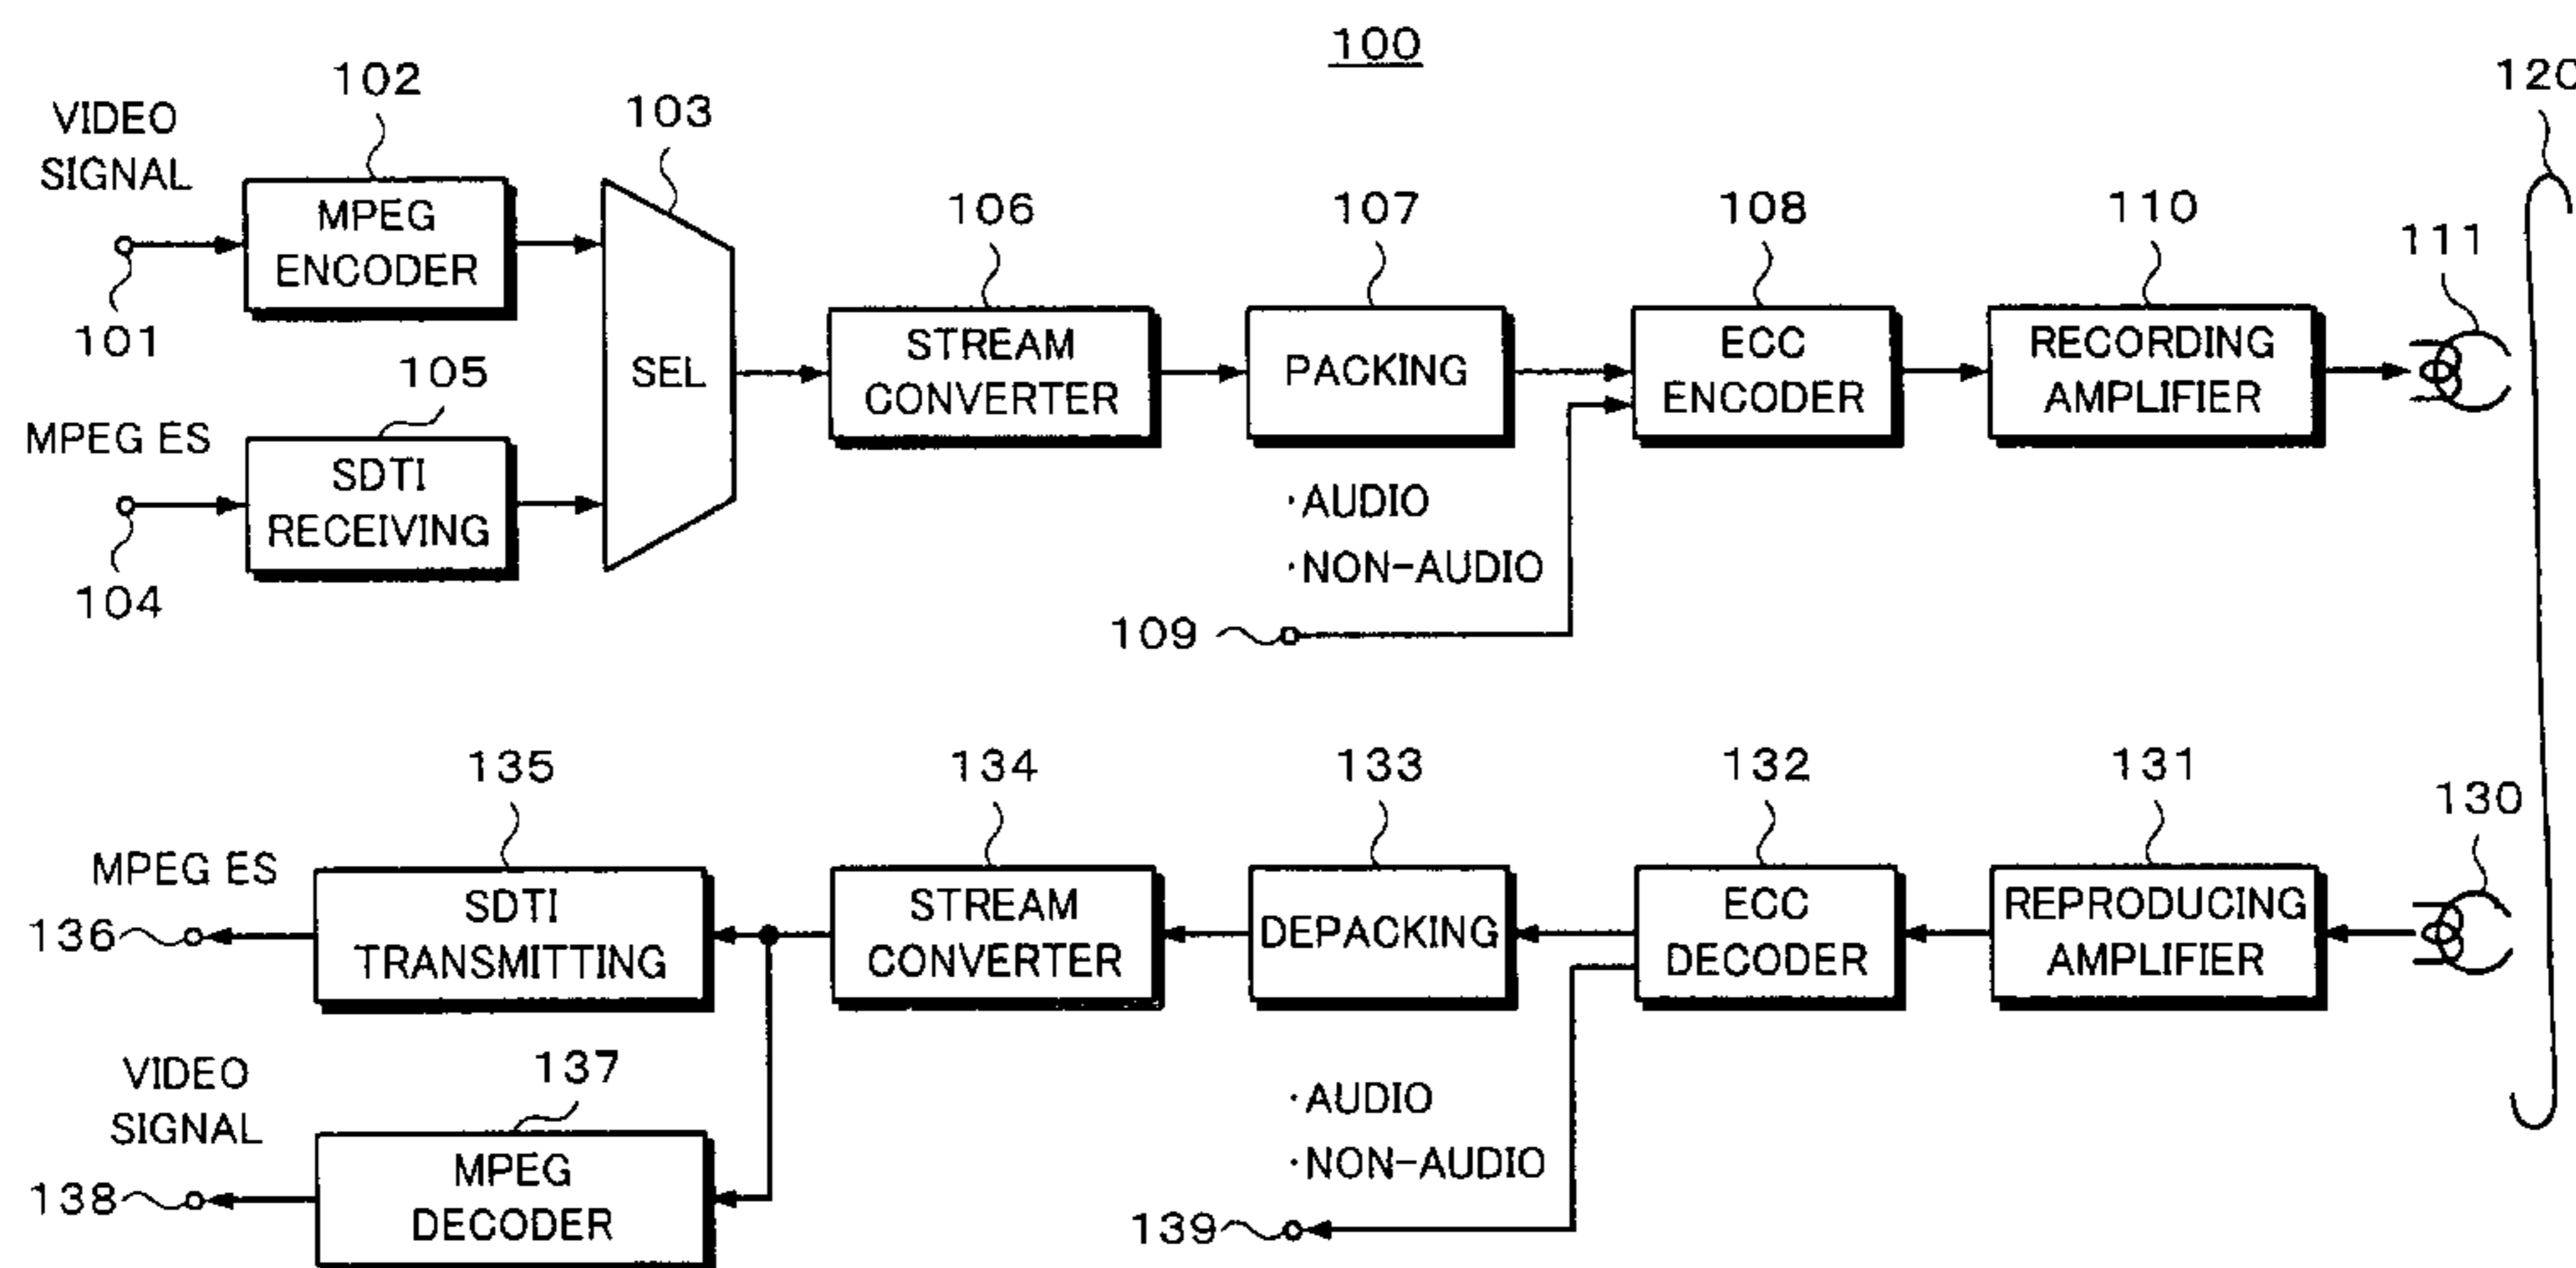 100
120
102
VIDEO
SIGNAL
103
MPEG
ENCODER
101
106
107
108
110
111
105
MPEG ES
SDTI
RECEIVING
104
SEL
STREAM
CONVERTER
PACKING
ECC
ENCODER
RECORDING
AMPLIFIER
·AUDIO
·NON-AUDIO
109
135
134
133
132
131
130
MPEG ES
136
SDTI
TRANSMITTING
STREAM
CONVERTER
DEPACKING
ECC
DECODER
REPRODUCING
AMPLIFIER
VIDEO
SIGNAL
137
138
MPEG
DECODER
·AUDIO
·NON-AUDIO
139